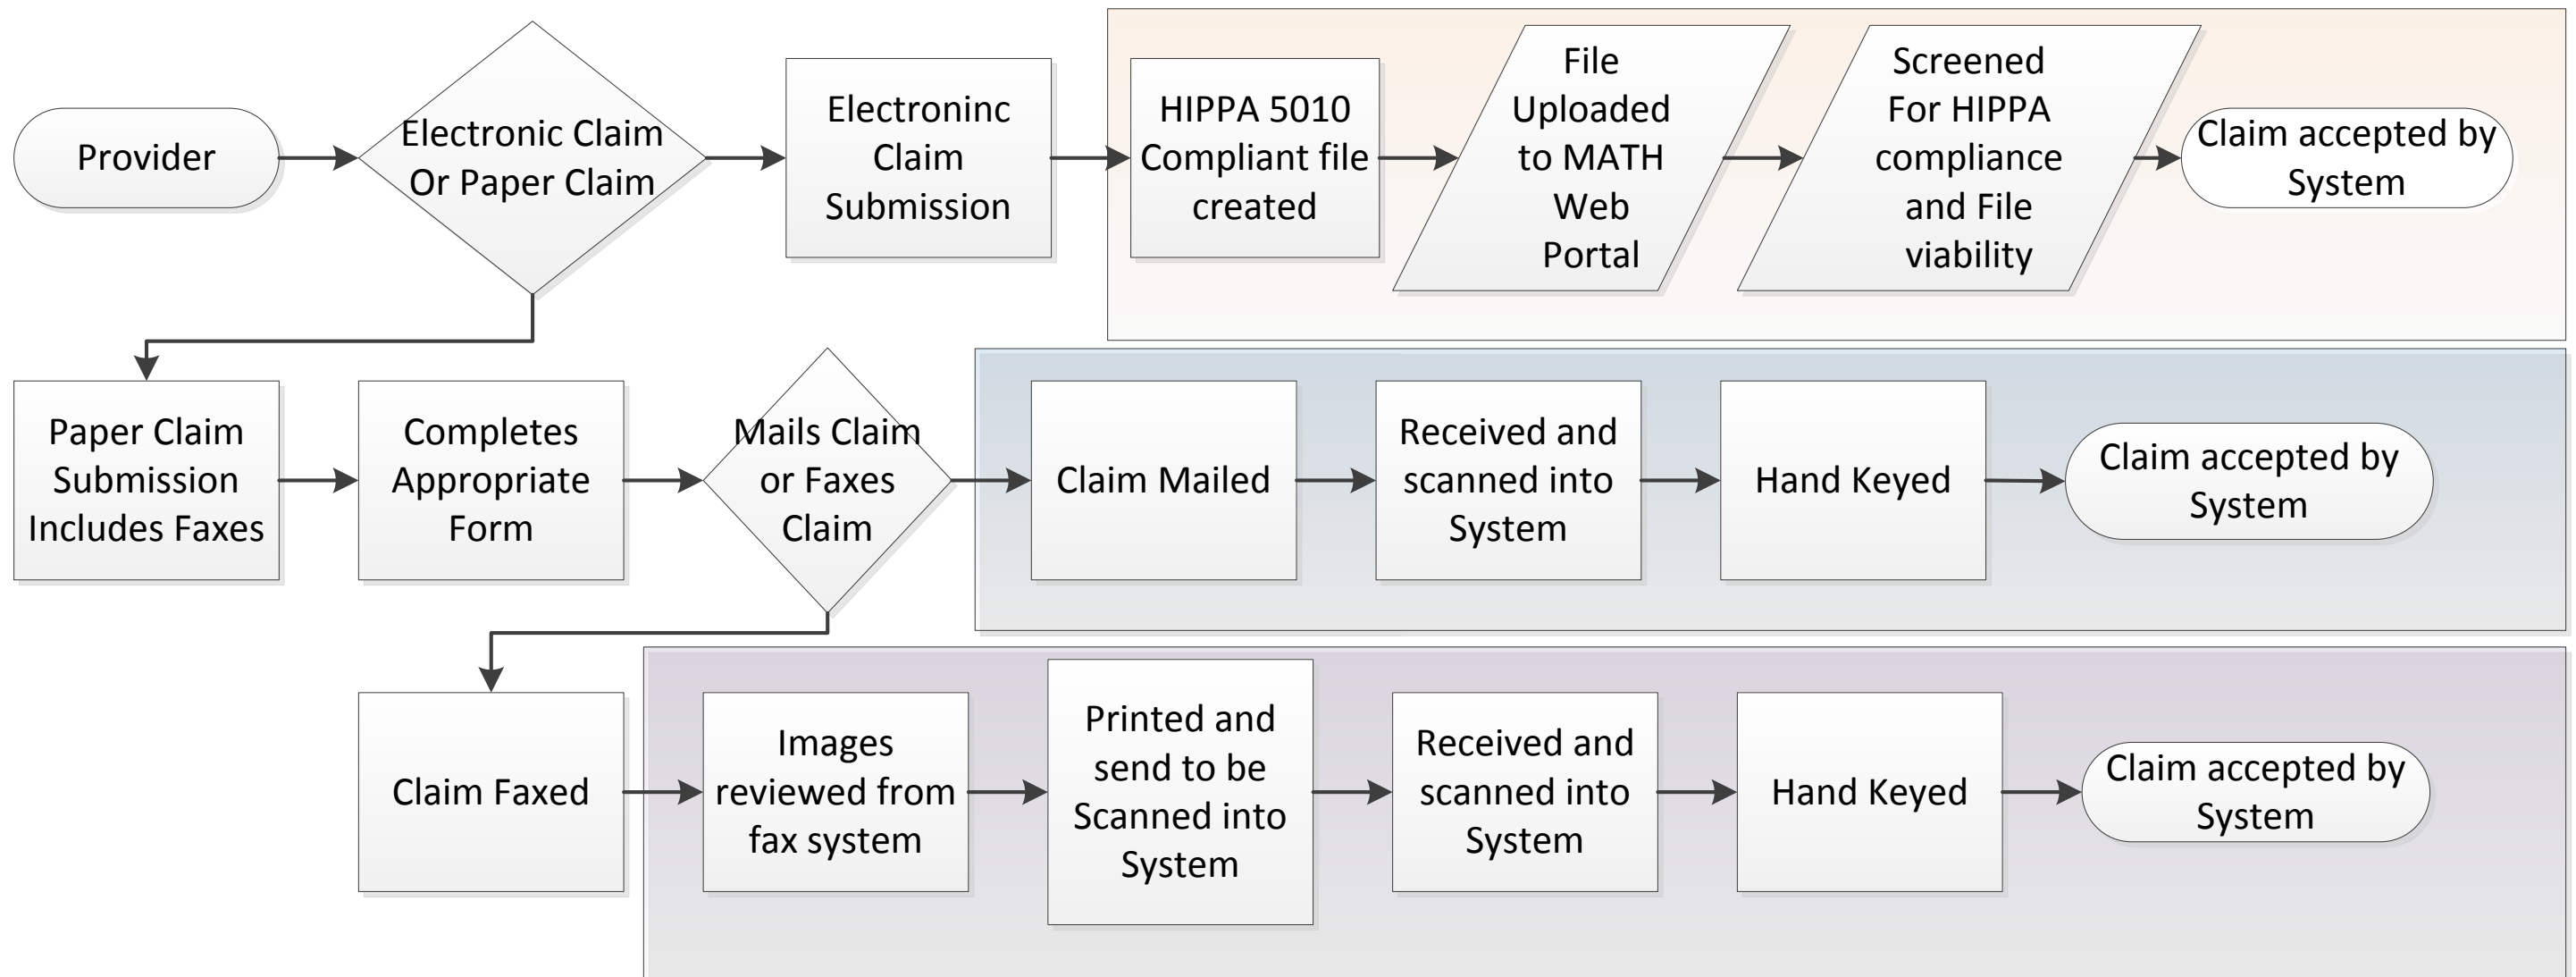 Provider
Electronic Claim
Or Paper Claim
Electroninc
Claim
Submission
HIPPA 5010
Compliant file
created
File
Uploaded
to MATH
Web
Portal
Screened
For HIPPA
compliance
and File
viability
Claim accepted by
System
Paper Claim
Submission
Includes Faxes
Completes
Appropriate
Form
Mails Claim
or Faxes
Claim
Claim Mailed
Received and
scanned into
System
Hand Keyed
Claim accepted by
System
Claim Faxed
Images
reviewed from
fax system
Printed and
send to be
Scanned into
System
Received and
scanned into
System
Hand Keyed
Claim accepted by
System